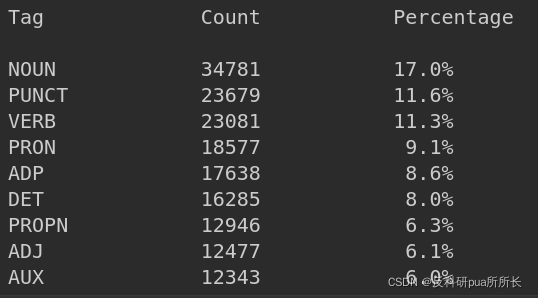 Tag Count Percentage
NOUN 34781 17.0%
PUNCT 23679 11.6%
VERB 23081 11.3%
PRON 18577 9.1%
ADP 17638 8.6%
DET 16285 8.0%
PROPN 12946 6.3%
ADJ 12477 6.1%
AUX 12343 6.0%
CSDN @皮科研pua所所长